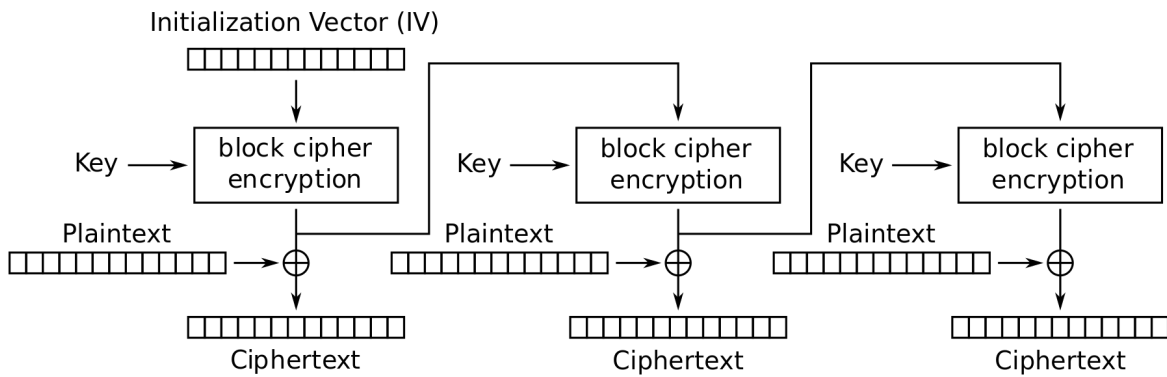 Initialization Vector (IV)
Key
block cipher
encryption
Key
block cipher
encryption
Key
block cipher
encryption
Plaintext
Plaintext
Plaintext
Ciphertext
Ciphertext
Ciphertext